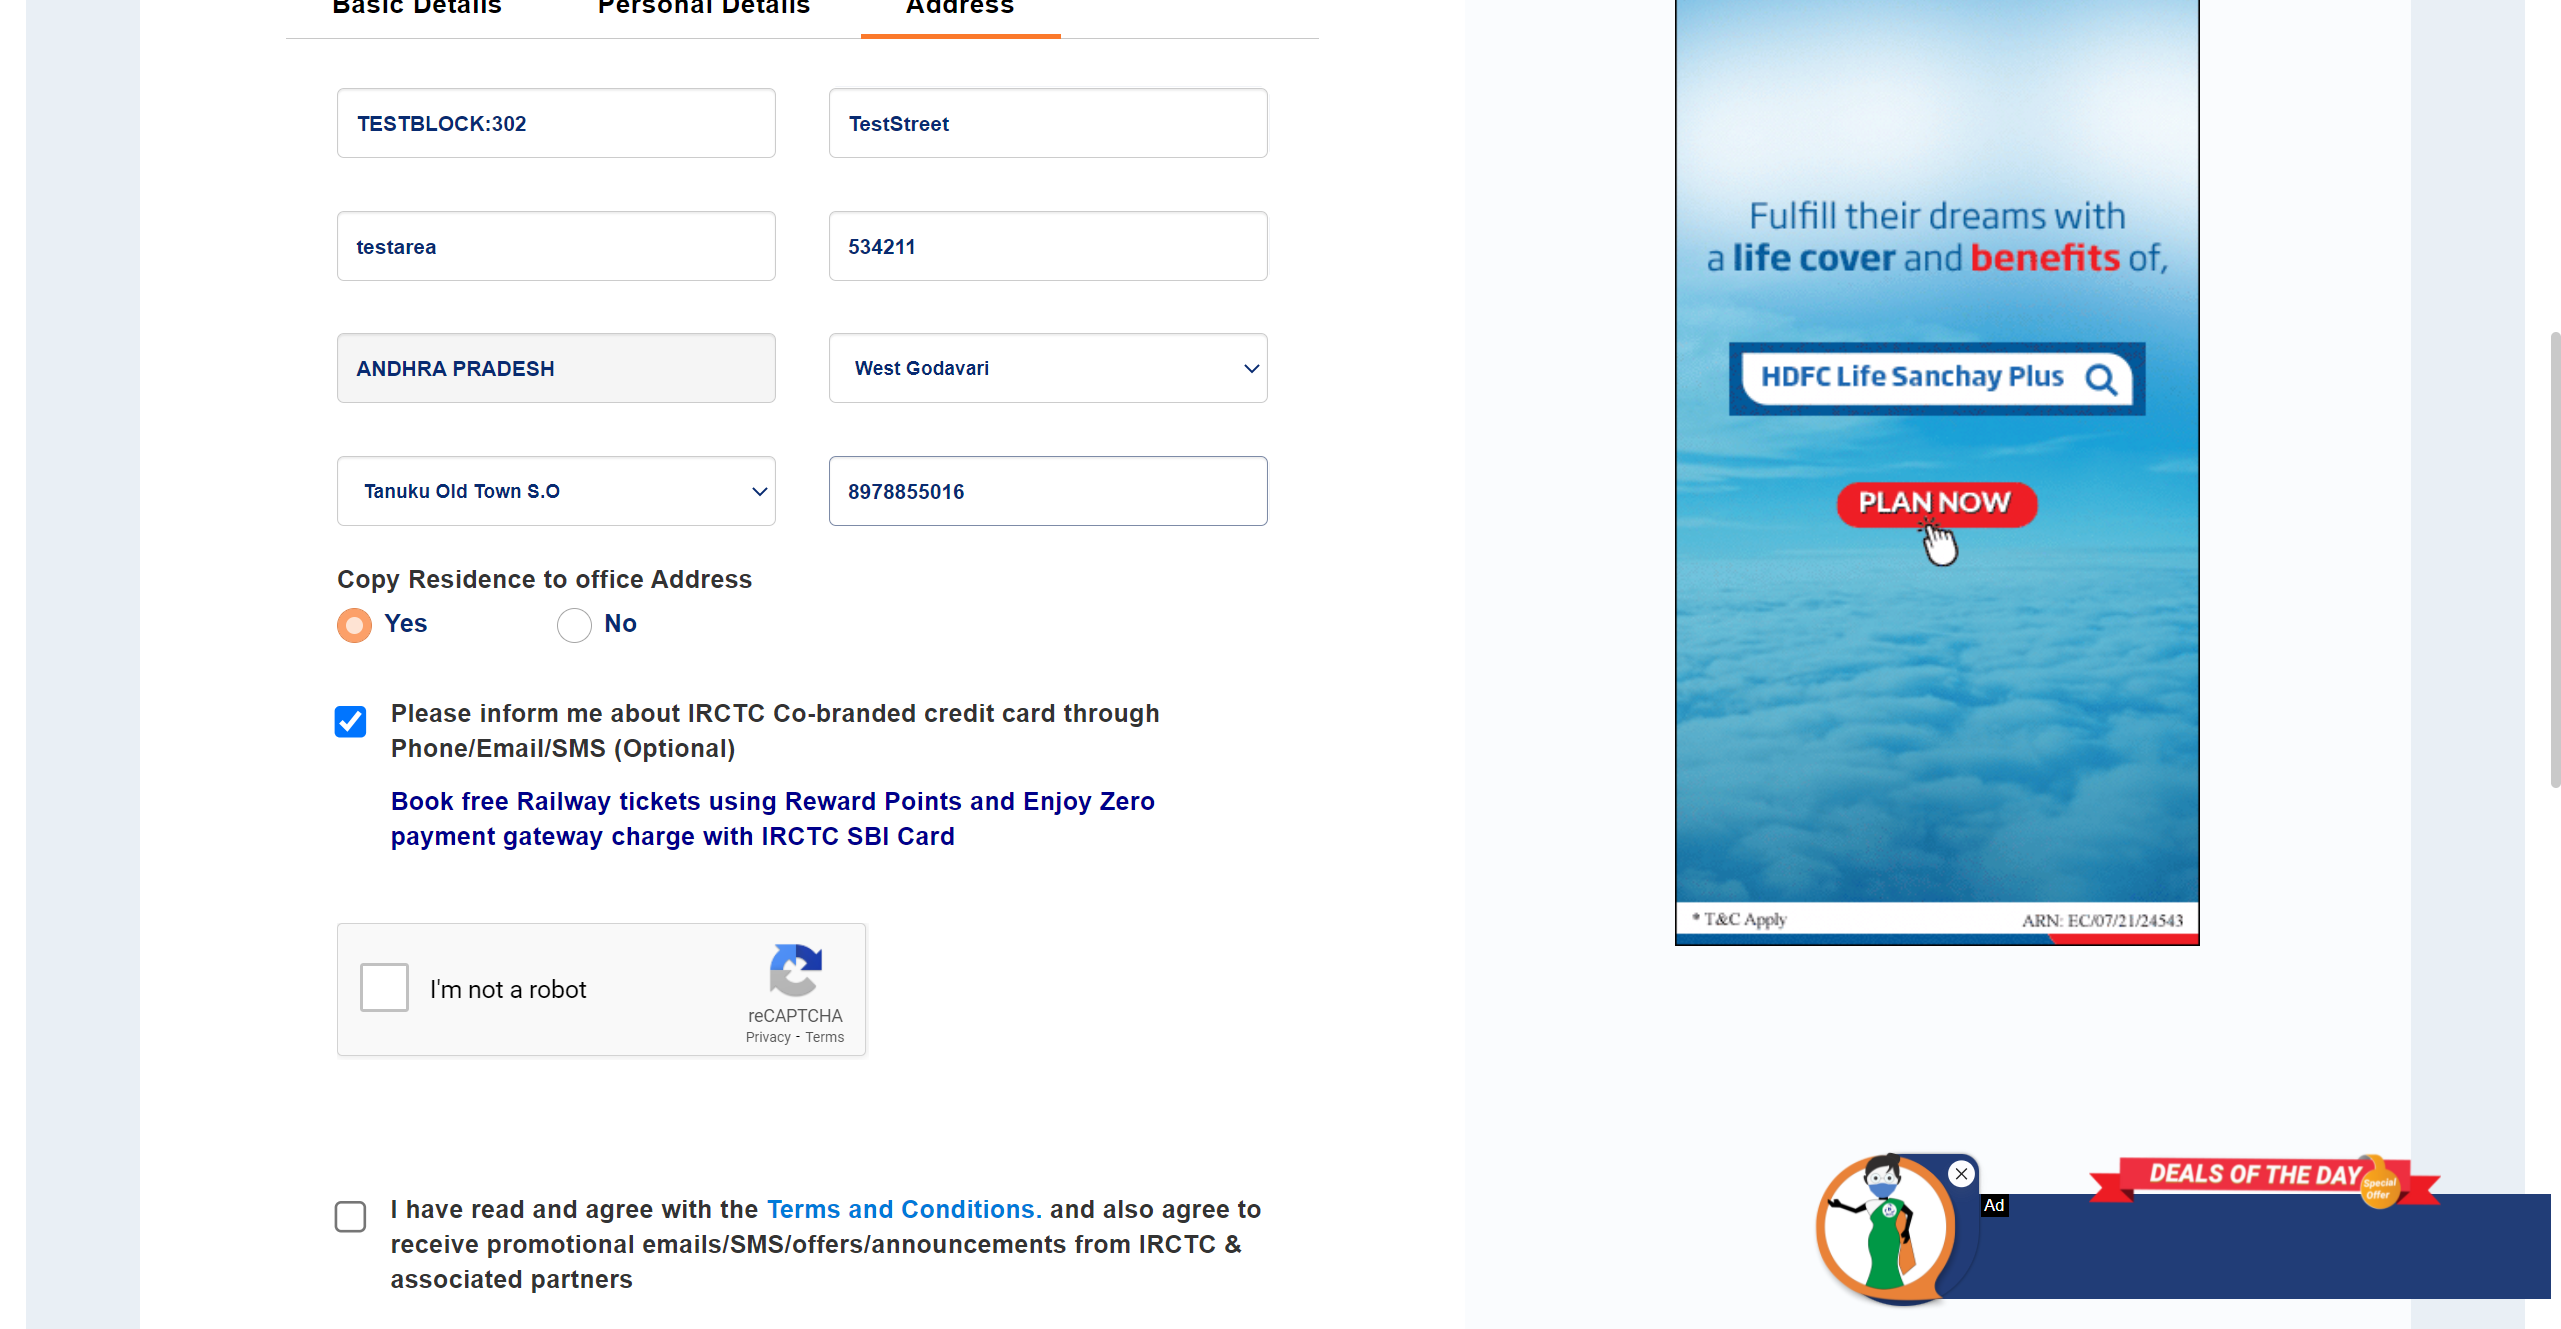 Basic Details Personal Details Address
TESTBLOCK:302 TestStreet
testarea 534211
ANDHRA PRADESH West Godavari
Tanuku Old Town S.O 8978855016
Copy Residence to office Address
Yes No
Please inform me about IRCTC Co-branded credit card through
Phone/Email/SMS (Optional)
Book free Railway tickets using Reward Points and Enjoy Zero
payment gateway charge with IRCTC SBI Card
I'm not a robot
reCAPTCHA
Privacy - Terms
I have read and agree with the Terms and Conditions. and also agree to
receive promotional emails/SMS/offers/announcements from IRCTC &
associated partners
Fulfill their dreams with
a life cover and benefits of,
HDFC Life Sanchay Plus
PLAN NOW
* T&C Apply ARN: EC/07/21/24543
DEALS OF THE DAY
Special
Offer
Ad